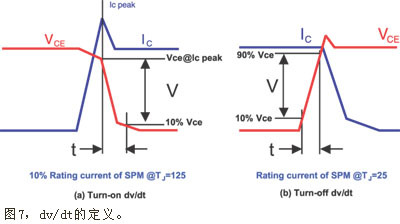 Ic peak
VCE
IC
Vce@Ic peak
V
10% Vce
t
10% Rating current of SPM @TJ=125
(a) Turn-on dv/dt
IC
VCE
90% Vce
V
10% Vce
t
Rating current of SPM @TJ=25
(b) Turn-off dv/dt
图7，dv/dt的定义。